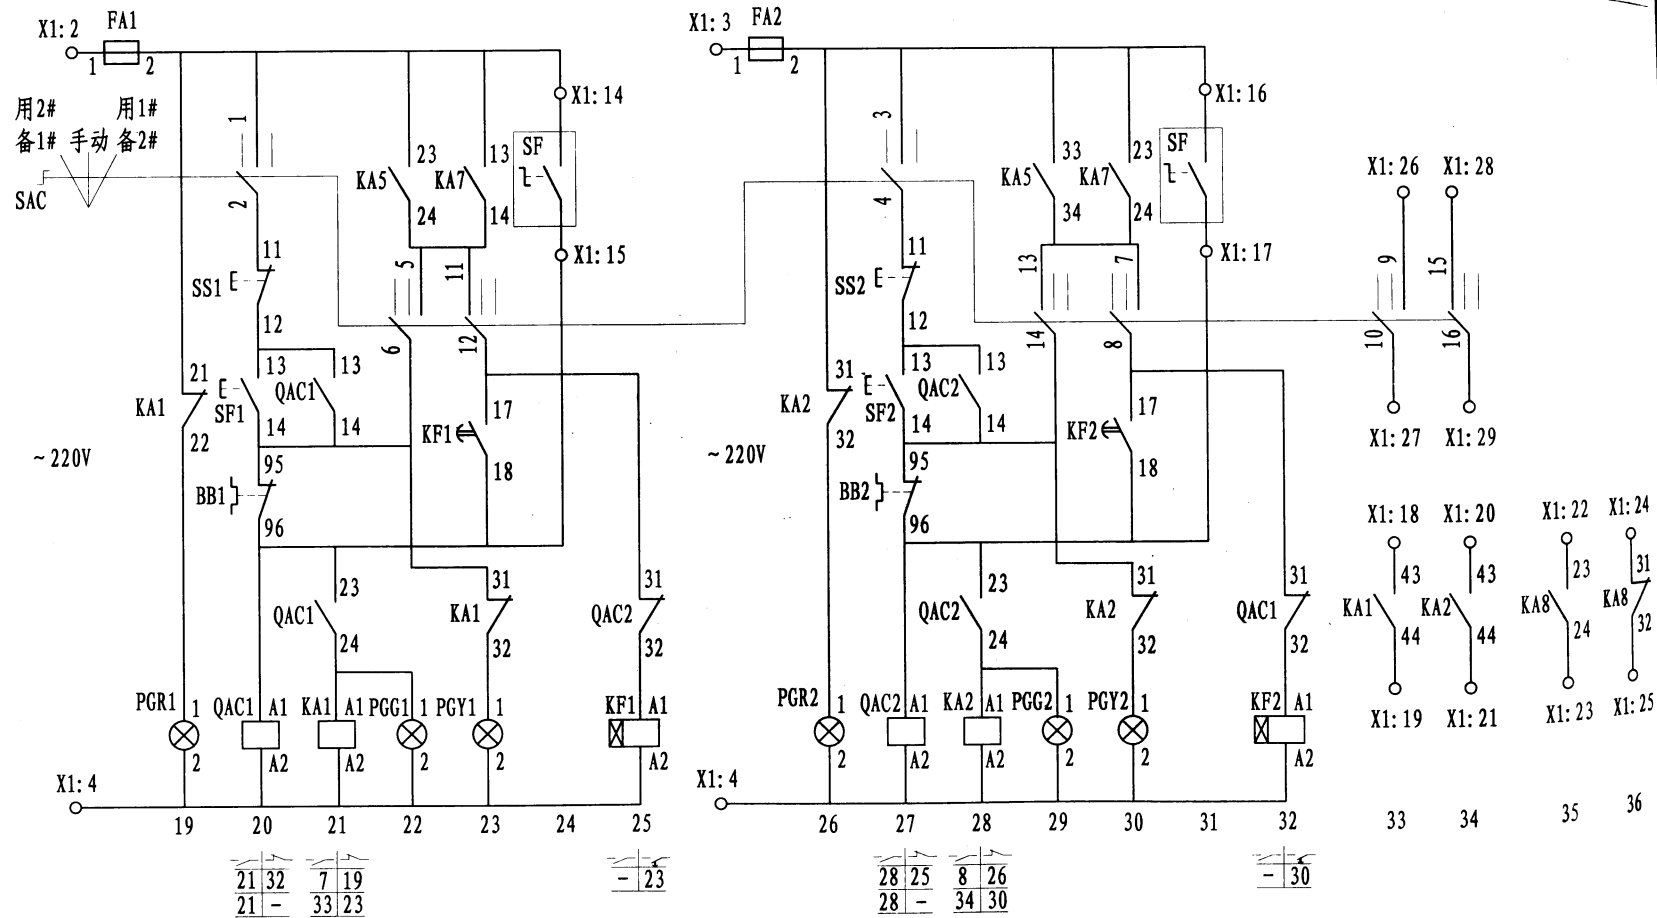 X1:2
FA1
1
2
用2#
备1#
手动
用1#
备2#
SAC
1
2
X1:14
SF
23
KA5
24
13
KA7
14
X1:15
11
SS1
12
5
6
11
12
13
SF1
14
13
QAC1
14
21
KA1
22
17
KF1
18
~220V
95
BB1
96
23
QAC1
24
31
KA1
32
31
QAC2
32
PGR1
1
2
QAC1
A1
A2
KA1
A1
A2
PGG1
1
2
PGY1
1
2
KF1
A1
A2
X1:4
19
20
21
22
23
24
25
21 32
21 -
7 19
33 23
- 23
X1:3
FA2
1
2
3
4
X1:16
SF
33
KA5
34
23
KA7
24
X1:17
11
SS2
12
13
14
7
8
13
SF2
14
13
QAC2
14
31
KA2
32
17
KF2
18
~220V
95
BB2
96
23
QAC2
24
31
KA2
32
31
QAC1
32
PGR2
1
2
QAC2
A1
A2
KA2
A1
A2
PGG2
1
2
PGY2
1
2
KF2
A1
A2
X1:4
26
27
28
29
30
31
32
28 25
28 -
8 26
34 30
- 30
X1:26
X1:28
9
10
15
16
X1:27
X1:29
X1:18
43
KA1
44
X1:19
X1:20
43
KA2
44
X1:21
X1:22
23
KA8
24
X1:23
X1:24
31
KA8
32
X1:25
33
34
35
36